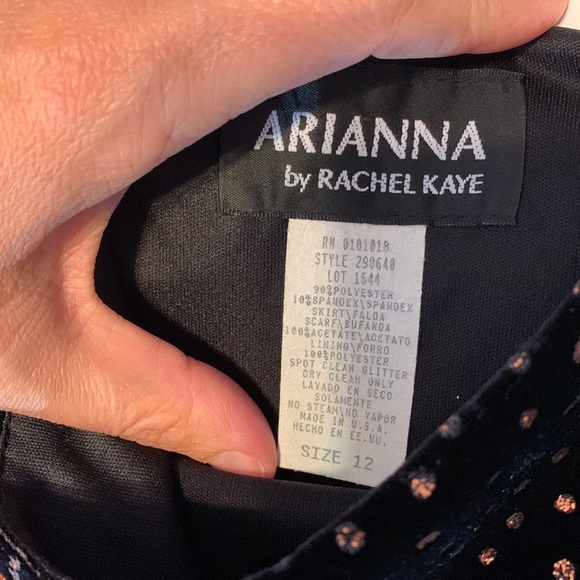 ARIANNA
by RACHEL KAYE
RN 0101018
STYLE 290640
LOT 1544
90%POLYESTER
10%SPANDEX\SPANDEX
SKIRT\FALDA
SCARF\BUFANDA
100%ACETATE\ACETATO
LINING\FORRO
100%POLYESTER
SPOT CLEAN GLITTER
DRY CLEAN ONLY
LAVADO EN SECO
SOLAMENTE
NO STEAM\NO VAPOR
MADE IN U.S.A.
HECHO EN EE.UU.
SIZE 12